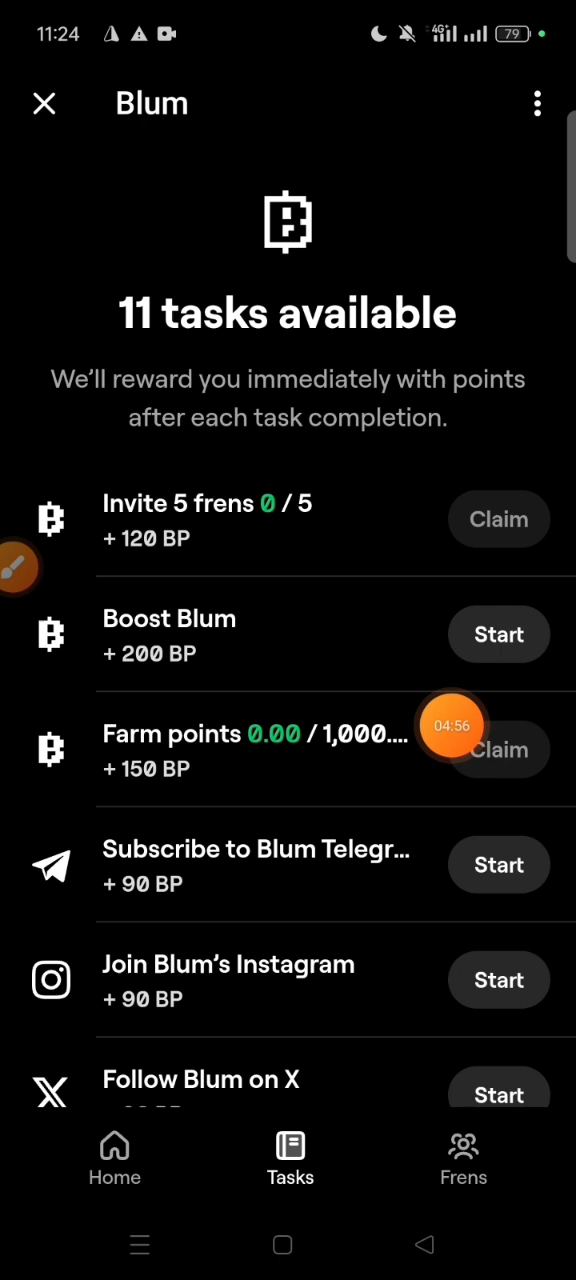 11:24
4G+
79
Blum
11 tasks available
We'll reward you immediately with points
after each task completion.
Invite 5 frens 0 / 5
+ 120 BP
Claim
Boost Blum
+ 200 BP
Start
Farm points 0.00 / 1,000....
+ 150 BP
04:56
Claim
Subscribe to Blum Telegr...
+ 90 BP
Start
Join Blum's Instagram
+ 90 BP
Start
Follow Blum on X
Start
Home
Tasks
Frens